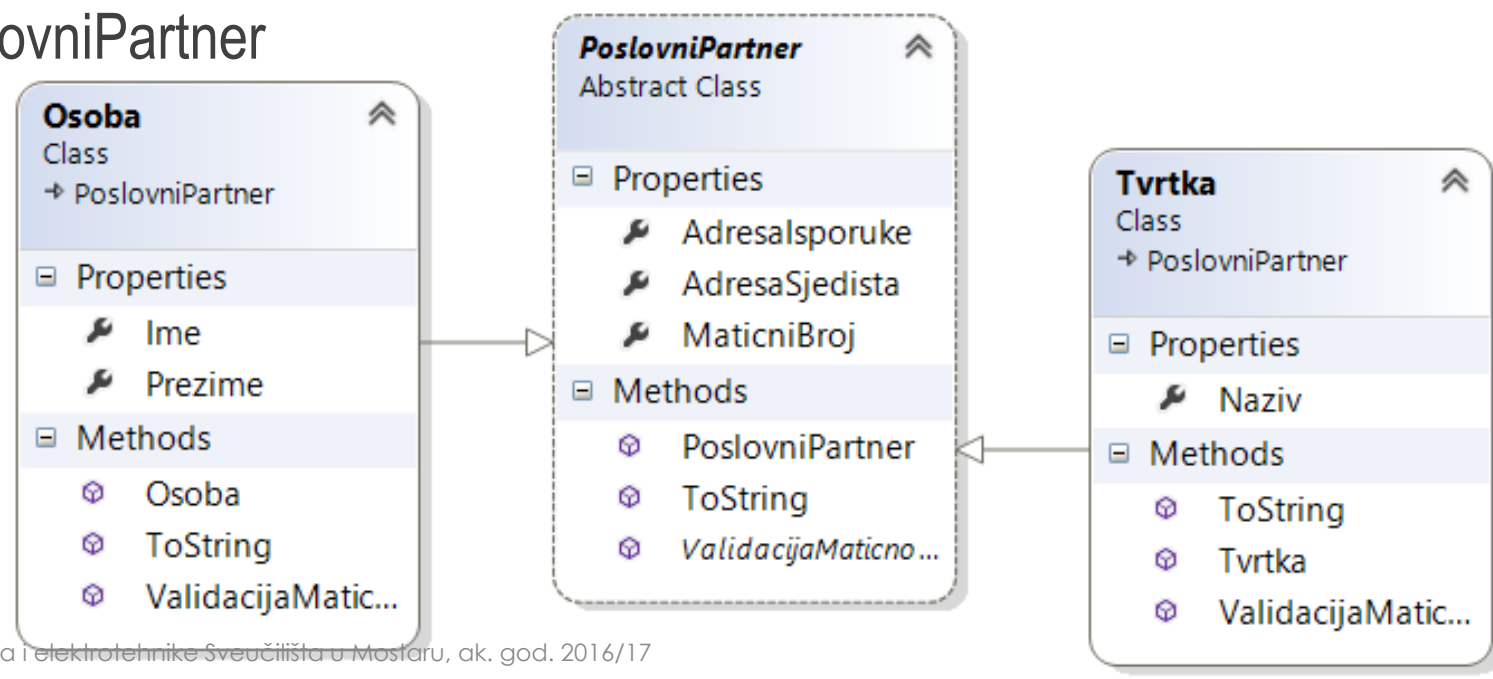 lovniPartner
Osoba
Class
PoslovniPartner
Properties
Ime
Prezime
Methods
Osoba
ToString
ValidacijaMatic...
PoslovniPartner
Abstract Class
Properties
AdresaIsporuke
AdresaSjedista
MaticniBroj
Methods
PoslovniPartner
ToString
ValidacijaMaticno...
Tvrtka
Class
PoslovniPartner
Properties
Naziv
Methods
ToString
Tvrtka
ValidacijaMatic...
a i elektrotehnike Sveučilišta u Mostaru, ak. god. 2016/17